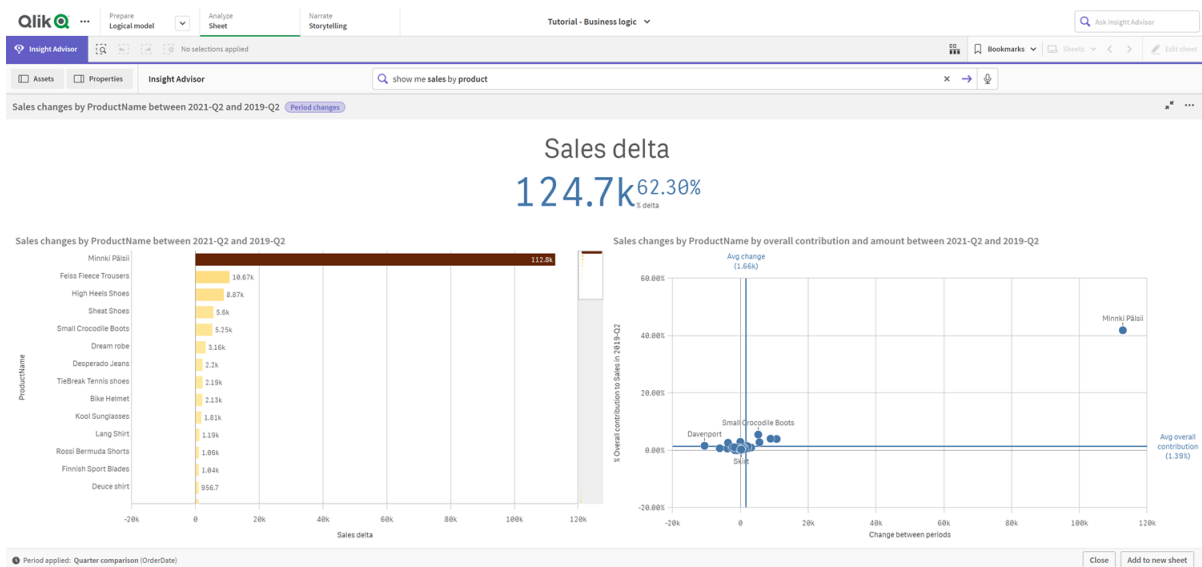 Qlik
Prepare
Logical model
Analyze
Sheet
Narrate
Storytelling
Tutorial - Business logic
Ask Insight Advisor
Insight Advisor
No selections applied
Bookmarks
Sheets
Edit sheet
Assets
Properties
Insight Advisor
show me sales by product
Sales changes by ProductName between 2021-Q2 and 2019-Q2 Period changes
Sales delta
124.7k 62.30%
% delta
Sales changes by ProductName between 2021-Q2 and 2019-Q2
ProductName
Minnki Pälsii 112.8k
Feiss Fleece Trousers 10.67k
High Heels Shoes 8.87k
Sheat Shoes 5.6k
Small Crocodile Boots 5.25k
Dream robe 3.16k
Desperado Jeans 2.2k
TieBreak Tennis shoes 2.19k
Bike Helmet 2.13k
Kool Sunglasses 1.81k
Lang Shirt 1.19k
Rossi Bermuda Shorts 1.06k
Finnish Sport Blades 1.04k
Deuce shirt 956.7
-20k 0 20k 40k 60k 80k 100k 120k
Sales delta
Sales changes by ProductName by overall contribution and amount between 2021-Q2 and 2019-Q2
Avg change
(1.66k)
% Overall contribution to Sales in 2019-Q2
60.00%
40.00%
20.00%
0.00%
-20.00%
Minnki Pälsii
Small Crocodile Boots
Davenport
Skirt
Avg overall
contribution
(1.39%)
-20k 0 20k 40k 60k 80k 100k 120k
Change between periods
Period applied: Quarter comparison (OrderDate)
Close
Add to new sheet